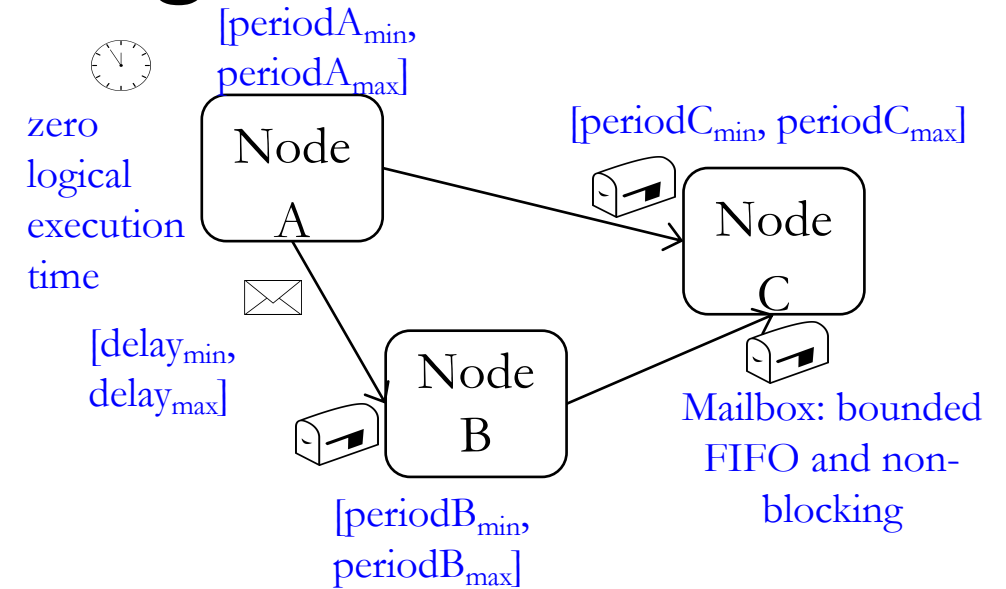 [periodAmin,
periodAmax]
zero
logical
execution
time
Node
A
[periodCmin, periodCmax]
Node
C
[delaymin,
delaymax]
Node
B
Mailbox: bounded
FIFO and non-
blocking
[periodBmin,
periodBmax]